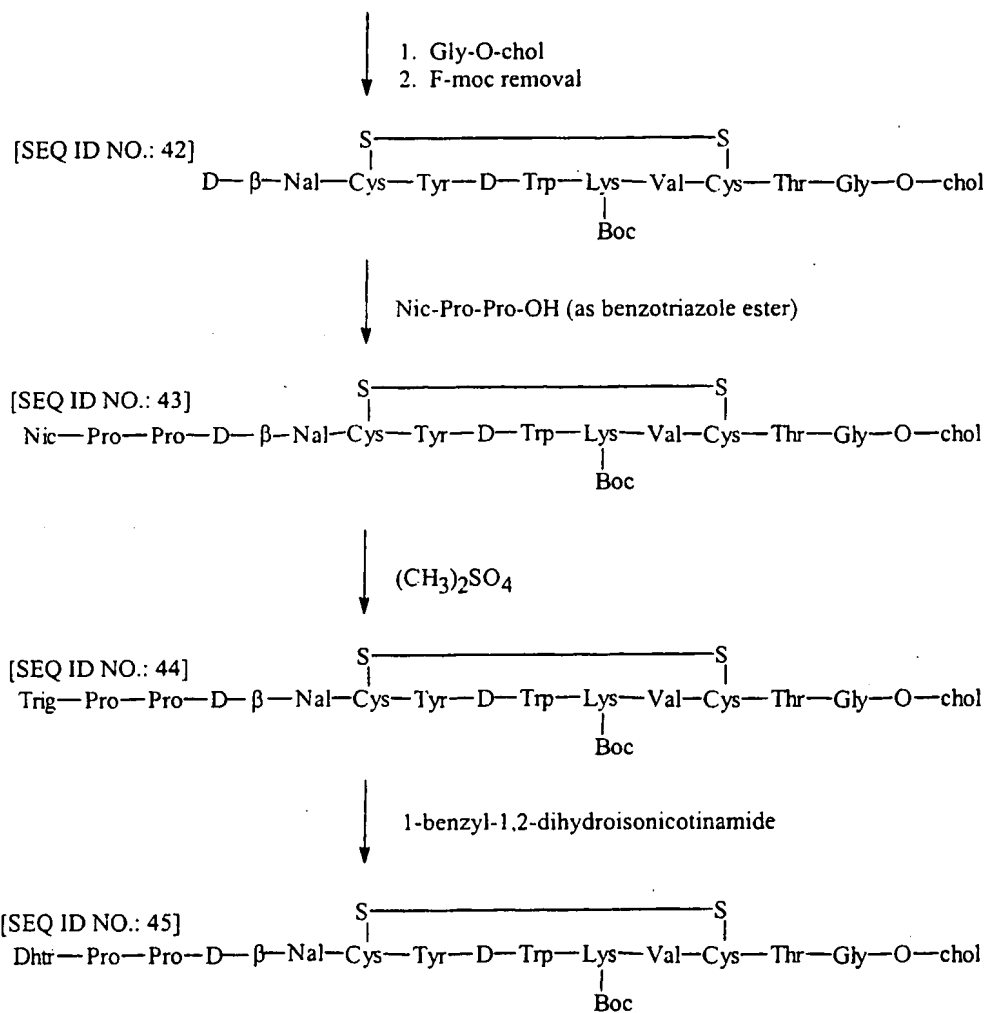 1. Gly-O-chol
2. F-moc removal
[SEQ ID NO.: 42]
S S
D—β—Nal—Cys—Tyr—D—Trp—Lys—Val—Cys—Thr—Gly—O—chol
Boc
Nic-Pro-Pro-OH (as benzotriazole ester)
[SEQ ID NO.: 43]
S S
Nic—Pro—Pro—D—β—Nal—Cys—Tyr—D—Trp—Lys—Val—Cys—Thr—Gly—O—chol
Boc
(CH3)2SO4
[SEQ ID NO.: 44]
S S
Trig—Pro—Pro—D—β—Nal—Cys—Tyr—D—Trp—Lys—Val—Cys—Thr—Gly—O—chol
Boc
1-benzyl-1,2-dihydroisonicotinamide
[SEQ ID NO.: 45]
S S
Dhtr—Pro—Pro—D—β—Nal—Cys—Tyr—D—Trp—Lys—Val—Cys—Thr—Gly—O—chol
Boc